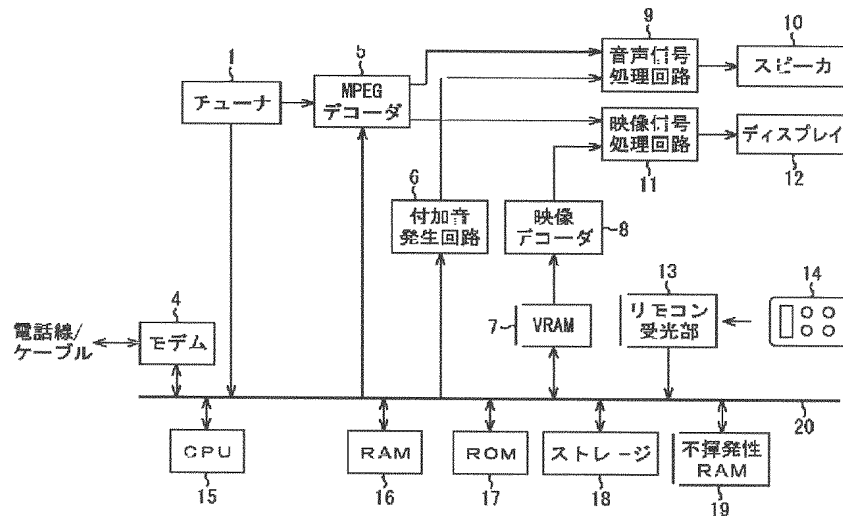 9
音声信号
処理回路
10
スピーカ
1
チューナ
5
MPEG
デコーダ
映像信号
処理回路
11
ディスプレイ
12
6
付加音
発生回路
映像
デコーダ
8
13
リモコン
受光部
14
電話線/
ケーブル
4
モデム
7
VRAM
20
CPU
15
RAM
16
ROM
17
ストレージ
18
不揮発性
RAM
19